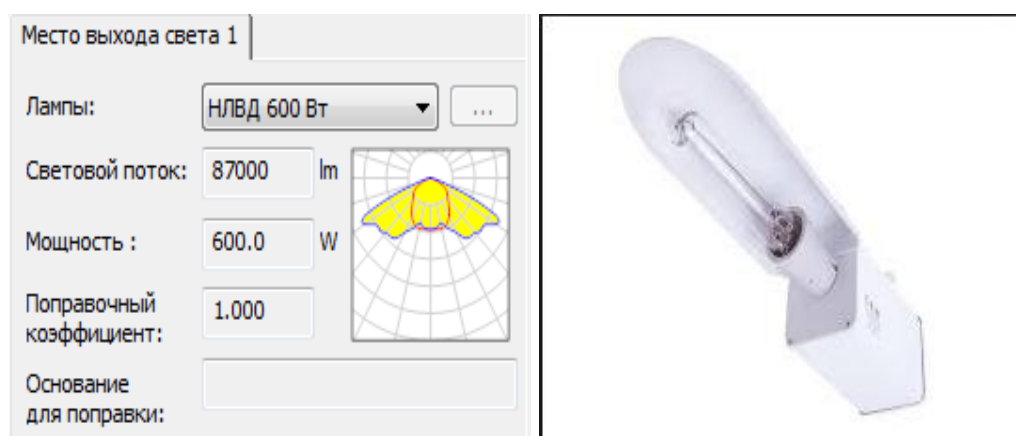 Место выхода света 1
Лампы:
НЛВД 600 Вт
...
Световой поток:
87000
lm
Мощность :
600.0
W
Поправочный
коэффициент:
1.000
Основание
для поправки: